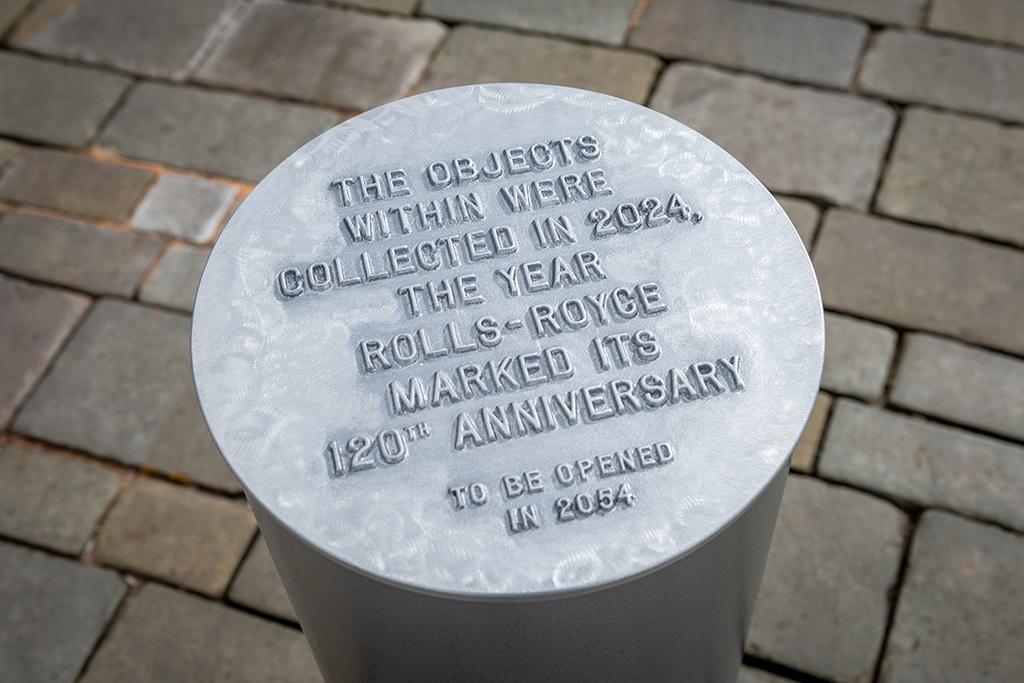 THE OBJECTS
WITHIN WERE
COLLECTED IN 2024,
THE YEAR
ROLLS-ROYCE
MARKED ITS
120TH ANNIVERSARY
TO BE OPENED
IN 2054